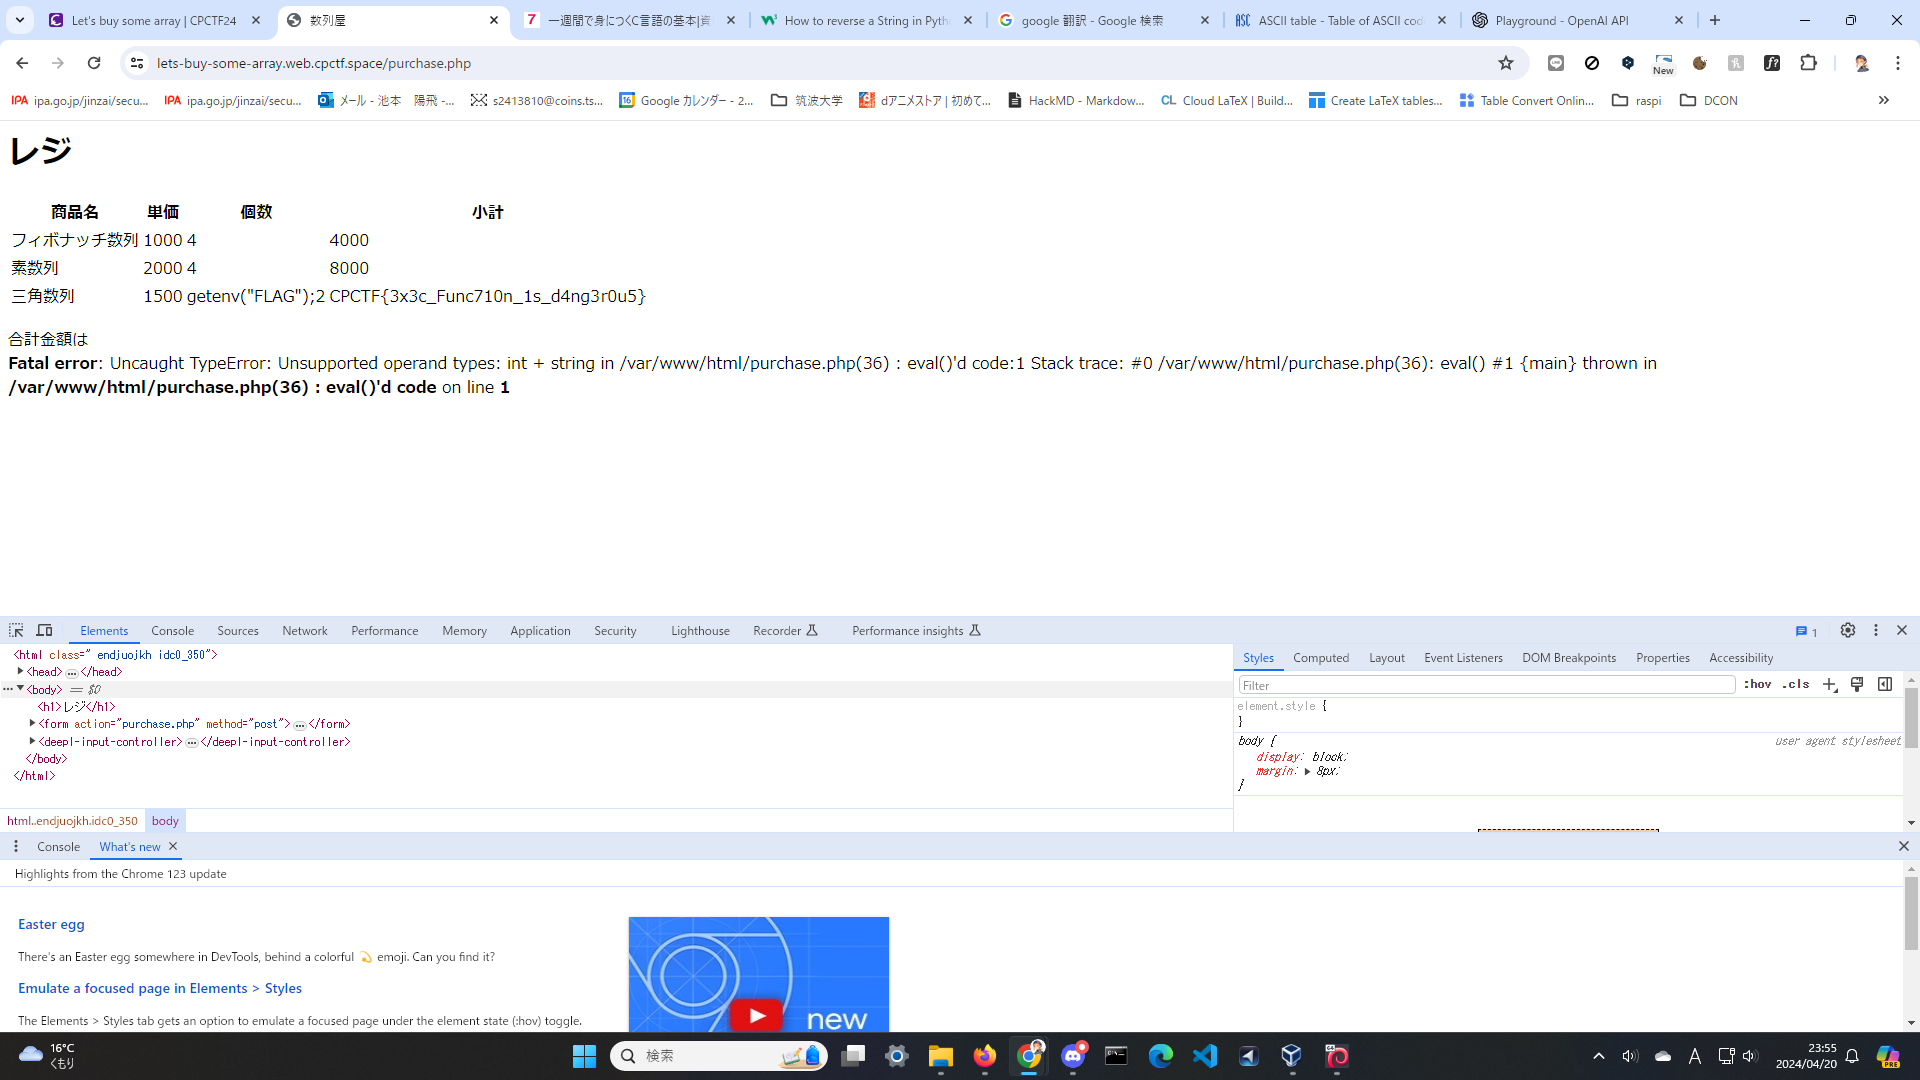 Let's buy some array | CPCTF24
数列屋
一週間で身につくC言語の基本|資
How to reverse a String in Pyth
google 翻訳 - Google 検索
ASCII table - Table of ASCII cod
Playground - OpenAI API
lets-buy-some-array.web.cpctf.space/purchase.php
New
ipa.go.jp/jinzai/secu...
ipa.go.jp/jinzai/secu...
メール - 池本 陽飛 -...
s2413810@coins.ts...
Google カレンダー - 2...
筑波大学
dアニメストア | 初めて...
HackMD - Markdow...
Cloud LaTeX | Build...
Create LaTeX tables...
Table Convert Onlin...
raspi
DCON
レジ
商品名 単価 個数 小計
フィボナッチ数列 1000 4 4000
素数列 2000 4 8000
三角数列 1500 getenv("FLAG");2 CPCTF{3x3c_Func710n_1s_d4ng3r0u5}
合計金額は
Fatal error: Uncaught TypeError: Unsupported operand types: int + string in /var/www/html/purchase.php(36) : eval()'d code:1 Stack trace: #0 /var/www/html/purchase.php(36): eval() #1 {main} thrown in
/var/www/html/purchase.php(36) : eval()'d code on line 1
Elements Console Sources Network Performance Memory Application Security Lighthouse Recorder Performance insights 1
<html class=" endjuojkh idc0_350">
<head> … </head>
<body> == $0
<h1>レジ</h1>
<form action="purchase.php" method="post"> … </form>
<deepl-input-controller> … </deepl-input-controller>
</body>
</html>
html..endjuojkh.idc0_350 body
Styles Computed Layout Event Listeners DOM Breakpoints Properties Accessibility
Filter :hov .cls
element.style {
}
body { user agent stylesheet
display: block;
margin: 8px;
}
Console What's new
Highlights from the Chrome 123 update
Easter egg
There's an Easter egg somewhere in DevTools, behind a colorful 💫 emoji. Can you find it?
Emulate a focused page in Elements > Styles
The Elements > Styles tab gets an option to emulate a focused page under the element state (:hov) toggle.
new
16°C
くもり
検索
A
23:55
2024/04/20
PRE